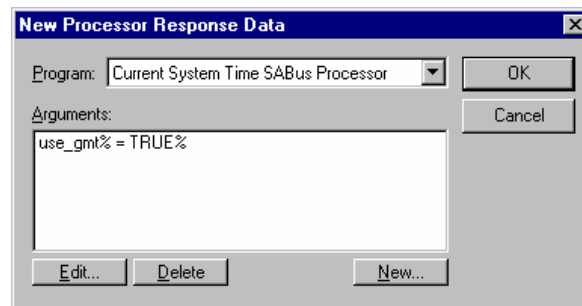 New Processor Response Data
Program: Current System Time SABus Processor
OK
Arguments:
Cancel
use_gmt% = TRUE%
Edit... Delete New...